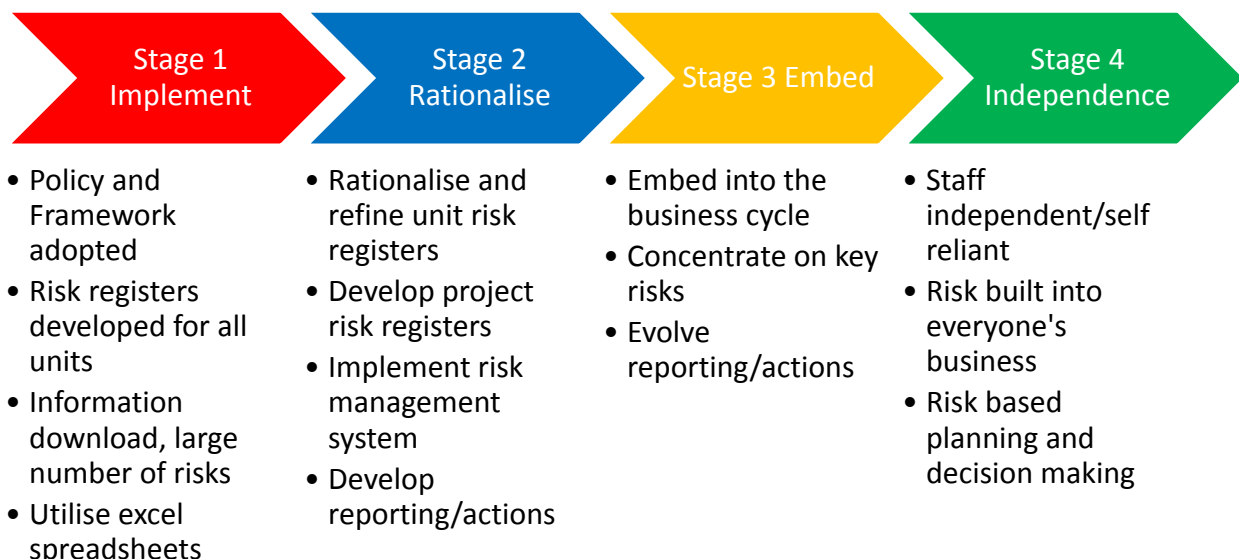 Stage 1
Implement
Stage 2
Rationalise
Stage 3 Embed
Stage 4
Independence
• Policy and
Framework
adopted
• Risk registers
developed for all
units
• Information
download, large
number of risks
• Utilise excel
spreadsheets
• Rationalise and
refine unit risk
registers
• Develop project
risk registers
• Implement risk
management
system
• Develop
reporting/actions
• Embed into the
business cycle
• Concentrate on key
risks
• Evolve
reporting/actions
• Staff
independent/self
reliant
• Risk built into
everyone's
business
• Risk based
planning and
decision making